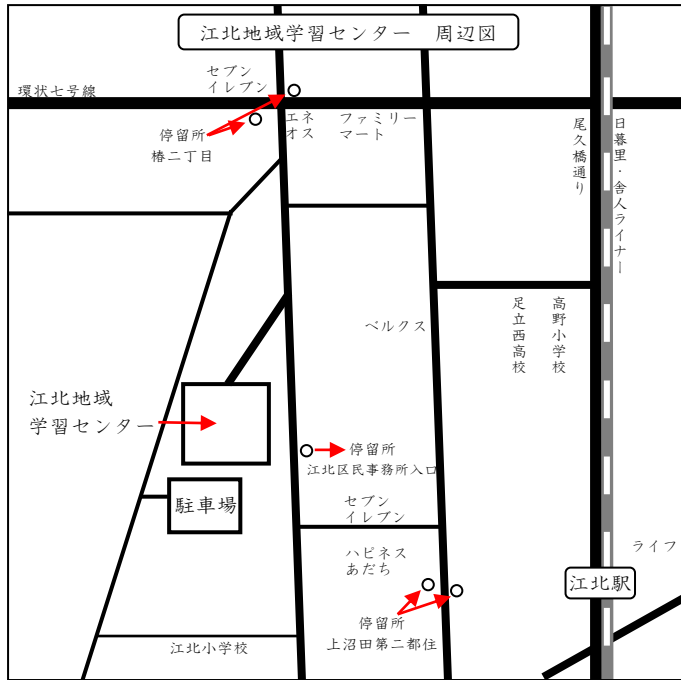 江北地域学習センター　周辺図
セブン
イレブン
環状七号線
エネ
オス
ファミリー
マート
停留所
椿二丁目
尾久橋通り
日暮里・舎人ライナー
ベルクス
足立西高校
高野小学校
江北地域
学習センター
停留所
江北区民事務所入口
駐車場
セブン
イレブン
ハピネス
あだち
ライフ
江北駅
停留所
上沼田第二都住
江北小学校